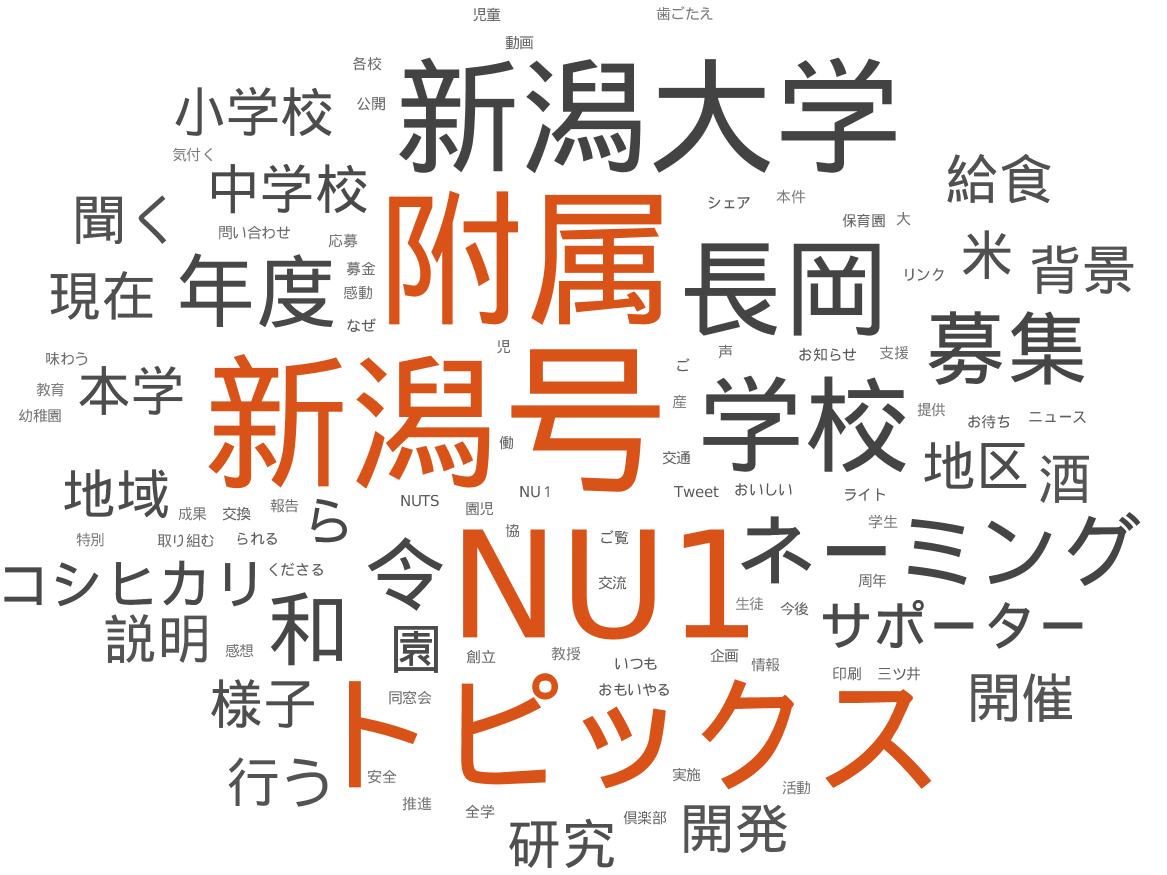 児童
歯ごたえ
動画
各校
新潟大学
小学校
公開
気付く
中学校
給食
聞く
附属
シェア
本件
保育園
大
問い合わせ
応募
米
背景
現在
年度
募金
感動
長岡
リンク
なぜ
募集
児
声
お知らせ
支援
味わう
ご
教育
本学
新潟号
産
学校
提供
幼稚園
お待ち
ニュース
働
交通
地区
酒
地域
NUTS
NU 1
Tweet
おいしい
ライト
成果
交換
報告
ら
園児
学生
特別
取り組む
られる
協
ご覧
ネーミング
コシヒカリ
くださる
令
NU1
交流
周年
生徒
今後
サポーター
説明
和
感想
園
創立
教授
いつも
企画
情報
印刷
三ツ井
様子
同窓会
おもいやる
開催
トピックス
行う
安全
実施
活動
推進
全学
倶楽部
開発
研究